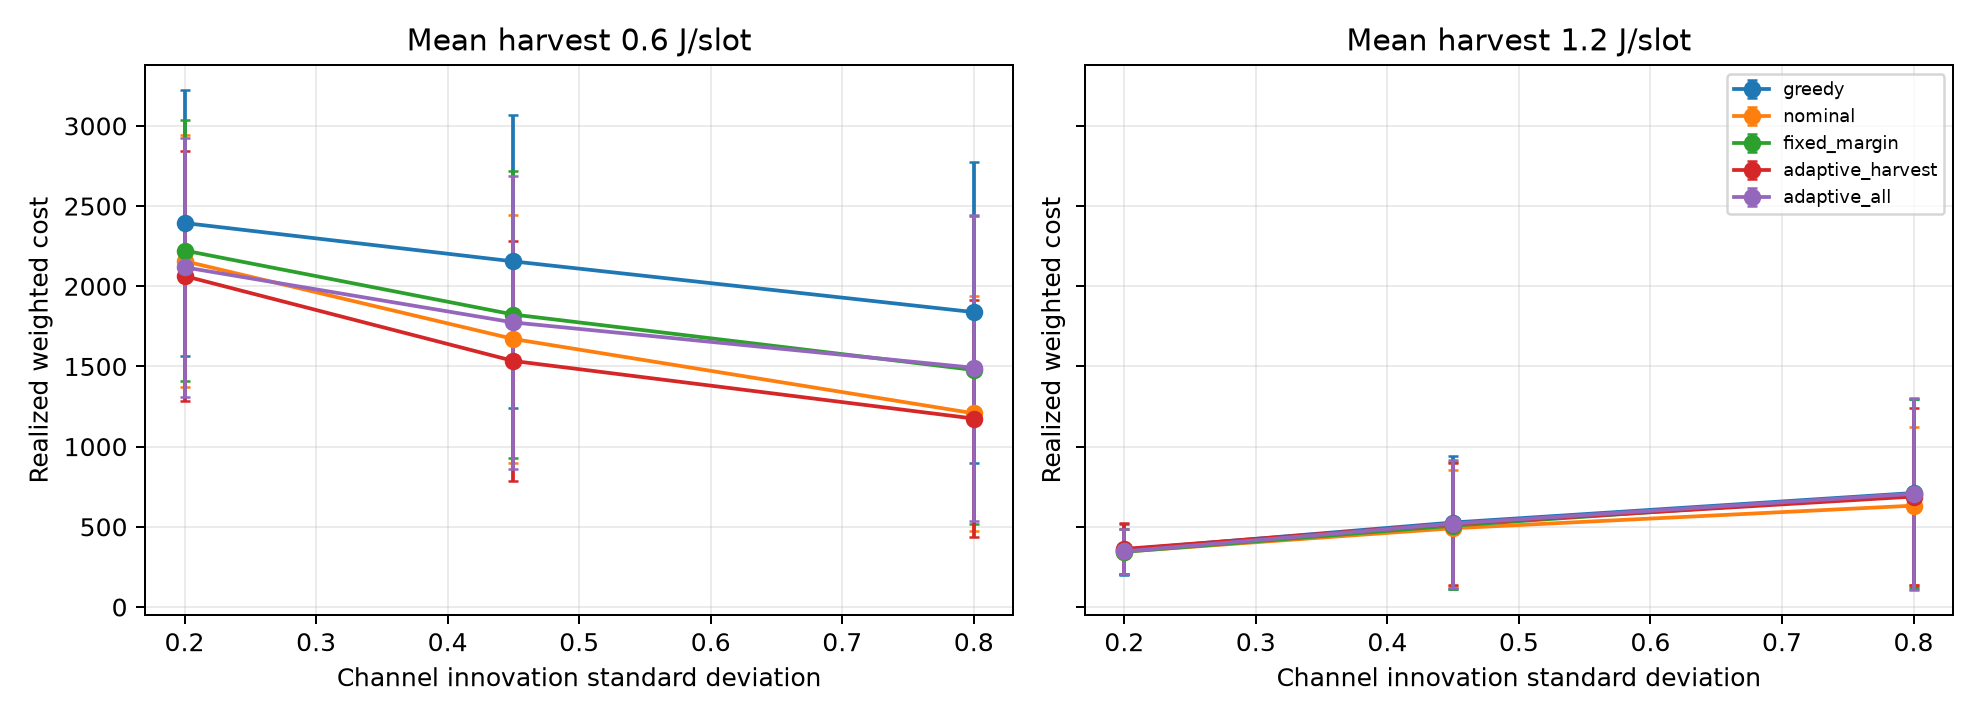 Mean harvest 0.6 J/slot
Realized weighted cost
3000
2500
2000
1500
1000
500
0
0.2 0.3 0.4 0.5 0.6 0.7 0.8
Channel innovation standard deviation
Mean harvest 1.2 J/slot
Realized weighted cost
greedy
nominal
fixed_margin
adaptive_harvest
adaptive_all
0.2 0.3 0.4 0.5 0.6 0.7 0.8
Channel innovation standard deviation